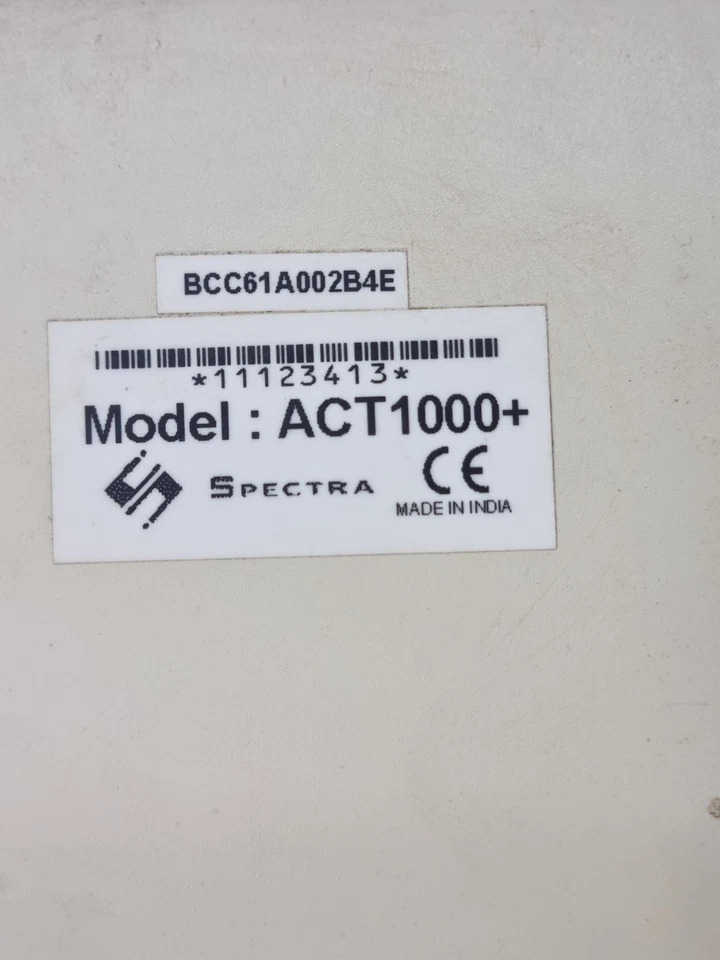 BCC61A002B4E
*11123413*
Model : ACT1000+
SPECTRA CE
MADE IN INDIA